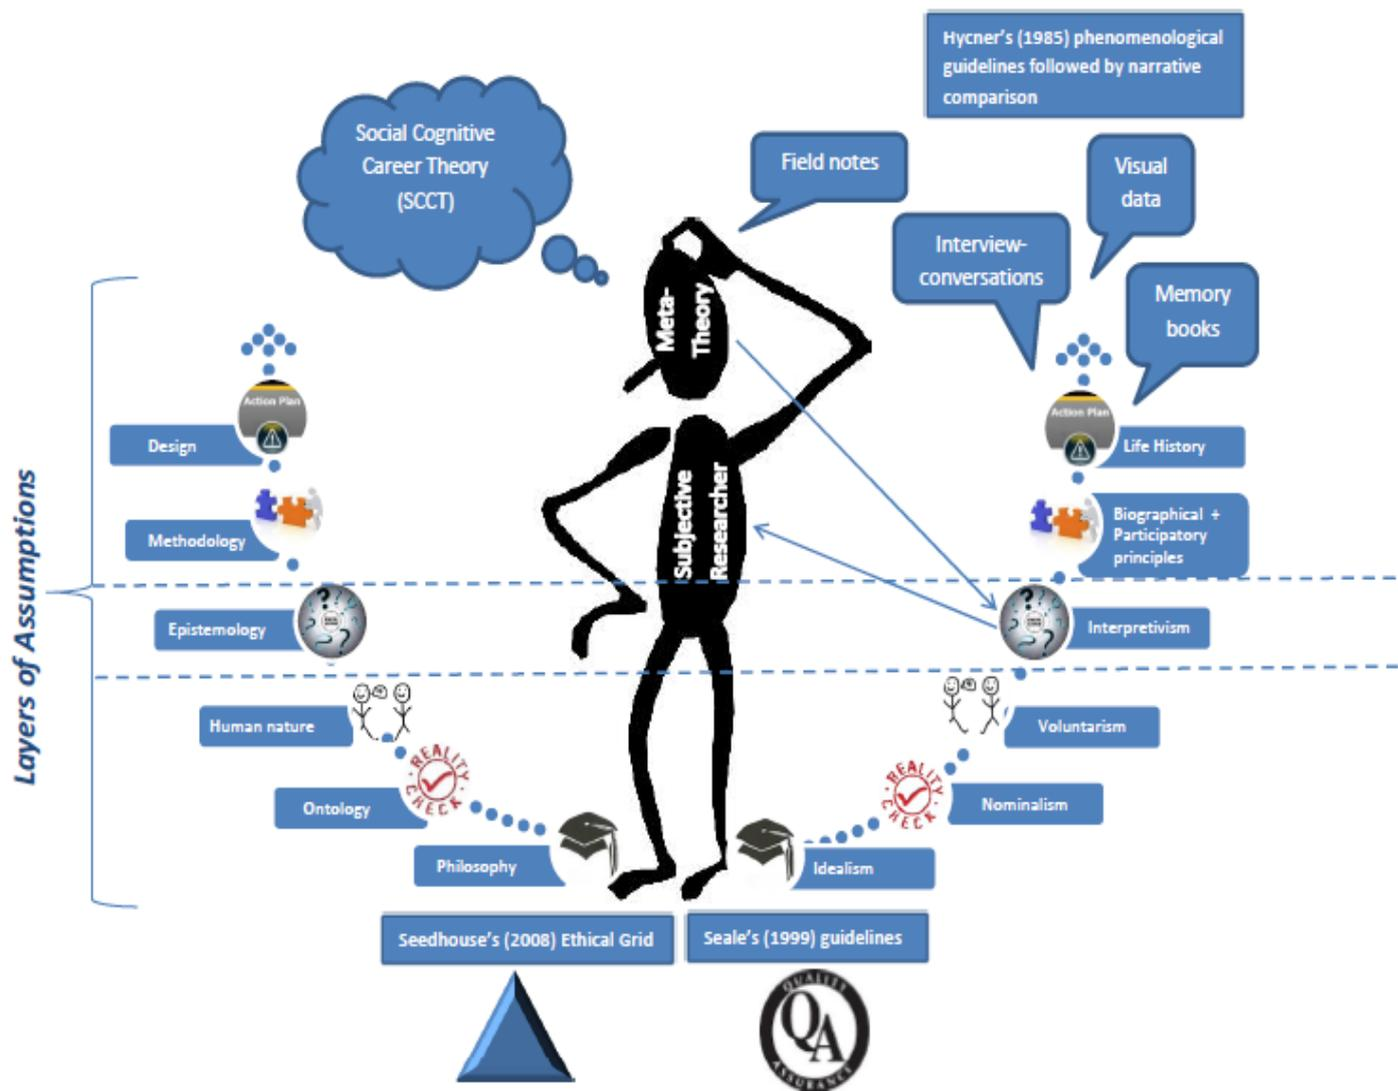 Hycner's (1985) phenomenological
guidelines followed by narrative
comparison
Social Cognitive
Career Theory
(SCCT)
Field notes
Visual
data
Interview-
conversations
Memory
books
Meta-
Theory
Subjective
Researcher
Layers of Assumptions
Action Plan
Design
Methodology
Epistemology
Human nature
REALITY
CHECK
Ontology
Philosophy
Action Plan
Life History
Biographical +
Participatory
principles
Interpretivism
Voluntarism
REALITY
CHECK
Nominalism
Idealism
Seedhouse's (2008) Ethical Grid
Seale's (1999) guidelines
QUALITY
QA
ASSURANCE